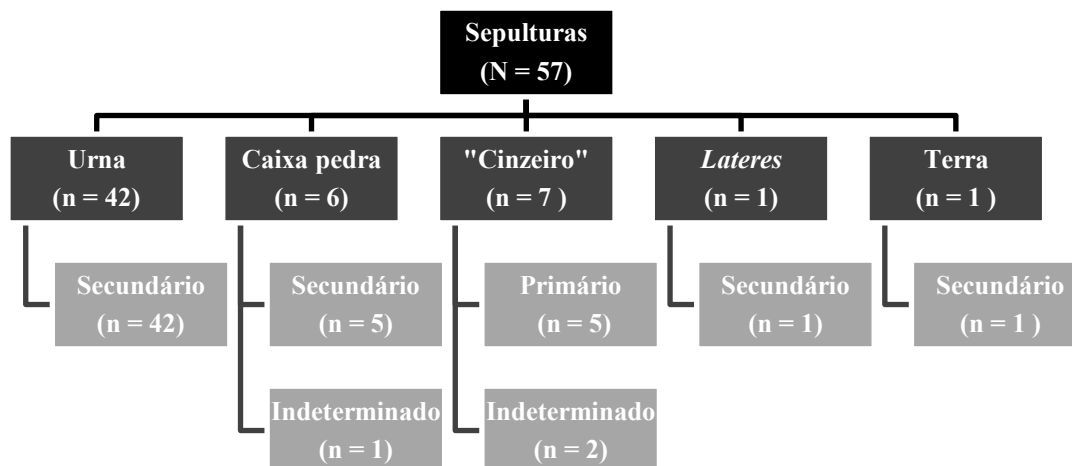 Sepulturas
(N = 57)
Urna
(n = 42)
Caixa pedra
(n = 6)
"Cinzeiro"
(n = 7 )
Lateres
(n = 1)
Terra
(n = 1 )
Secundário
(n = 42)
Secundário
(n = 5)
Primário
(n = 5)
Secundário
(n = 1)
Secundário
(n = 1 )
Indeterminado
(n = 1)
Indeterminado
(n = 2)